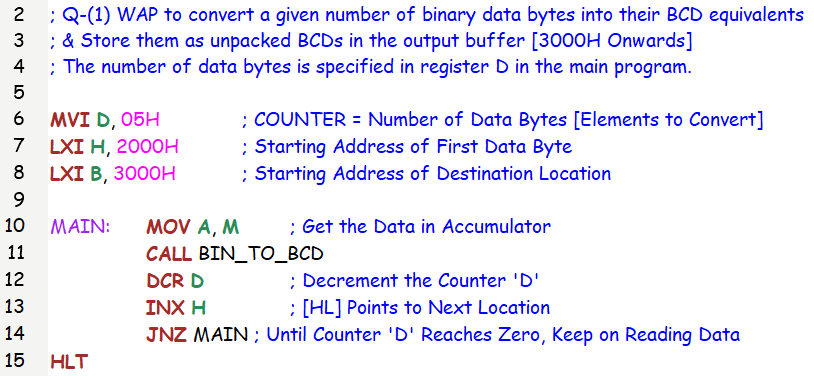 2 ; Q-(1) WAP to convert a given number of binary data bytes into their BCD equivalents
3 ; & Store them as unpacked BCDs in the output buffer [3000H Onwards]
4 ; The number of data bytes is specified in register D in the main program.
5
6 MVI D, 05H ; COUNTER = Number of Data Bytes [Elements to Convert]
7 LXI H, 2000H ; Starting Address of First Data Byte
8 LXI B, 3000H ; Starting Address of Destination Location
9
10 MAIN: MOV A, M ; Get the Data in Accumulator
11 CALL BIN_TO_BCD
12 DCR D ; Decrement the Counter 'D'
13 INX H ; [HL] Points to Next Location
14 JNZ MAIN ; Until Counter 'D' Reaches Zero, Keep on Reading Data
15 HLT